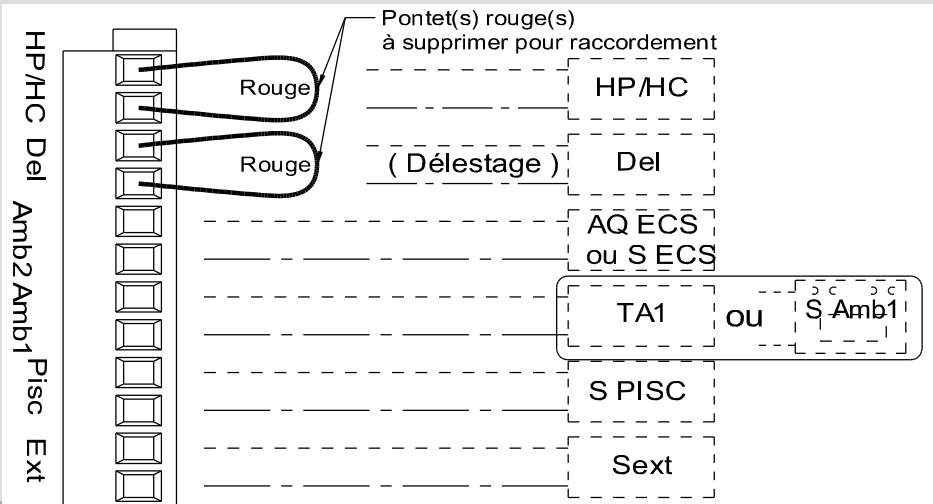 Pontet(s) rouge(s)
à supprimer pour raccordement
HP/HC Del Amb2 Amb1 Pisc Ext
Rouge
HP/HC
Rouge
( Délestage )
Del
AQ ECS
ou S ECS
TA1
ou
S Amb1
S PISC
Sext